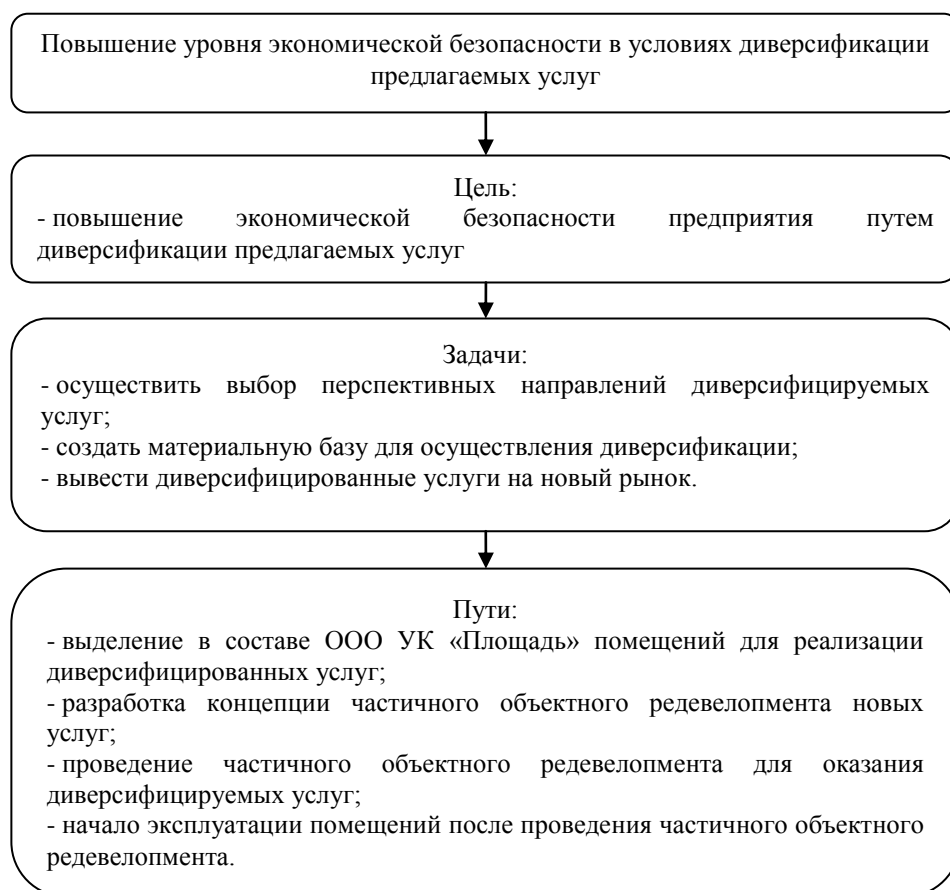 Повышение уровня экономической безопасности в условиях диверсификации
предлагаемых услуг
Цель:
- повышение экономической безопасности предприятия путем
диверсификации предлагаемых услуг
Задачи:
- осуществить выбор перспективных направлений диверсифицируемых
услуг;
- создать материальную базу для осуществления диверсификации;
- вывести диверсифицированные услуги на новый рынок.
Пути:
- выделение в составе ООО УК «Площадь» помещений для реализации
диверсифицированных услуг;
- разработка концепции частичного объектного редевелопмента новых
услуг;
- проведение частичного объектного редевелопмента для оказания
диверсифицируемых услуг;
- начало эксплуатации помещений после проведения частичного объектного
редевелопмента.